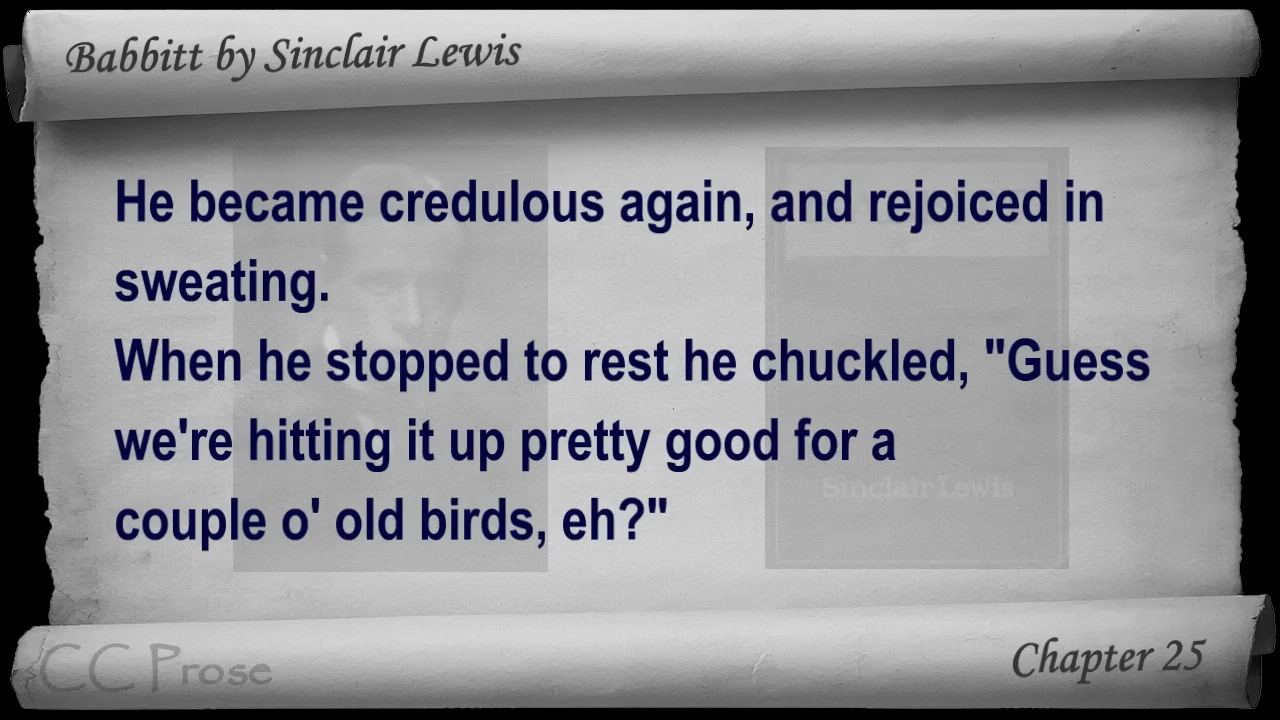 Babbitt by Sinclair Lewis
He became credulous again, and rejoiced in
sweating.
When he stopped to rest he chuckled, "Guess
we're hitting it up pretty good for a
couple o' old birds, eh?"
Sinclair Lewis
CC Prose
Chapter 25